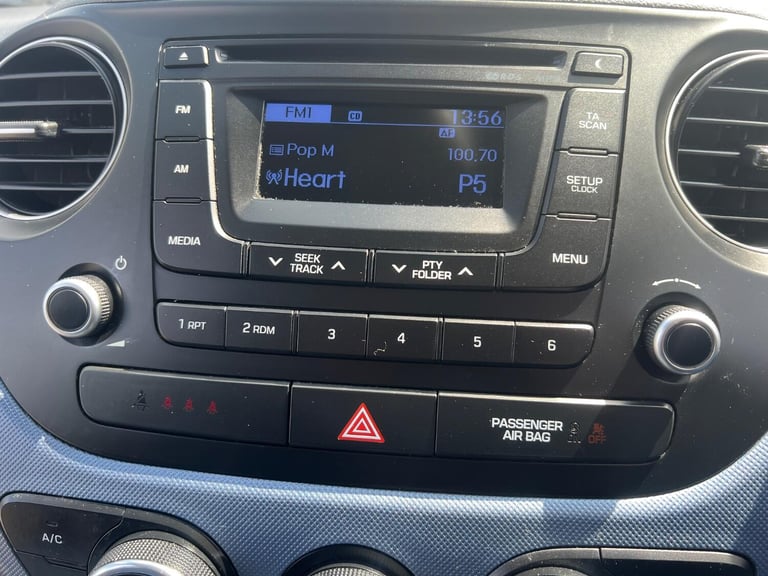 FM1 CD 13:56
AF
Pop M 100.70
Heart P5
FM
AM
MEDIA
TA
SCAN
SETUP
CLOCK
MENU
SEEK
TRACK
PTY
FOLDER
1 RPT 2 RDM 3 4 5 6
PASSENGER
AIR BAG
OFF
A/C